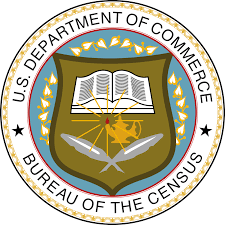 U.S. DEPARTMENT OF COMMERCE
BUREAU OF THE CENSUS